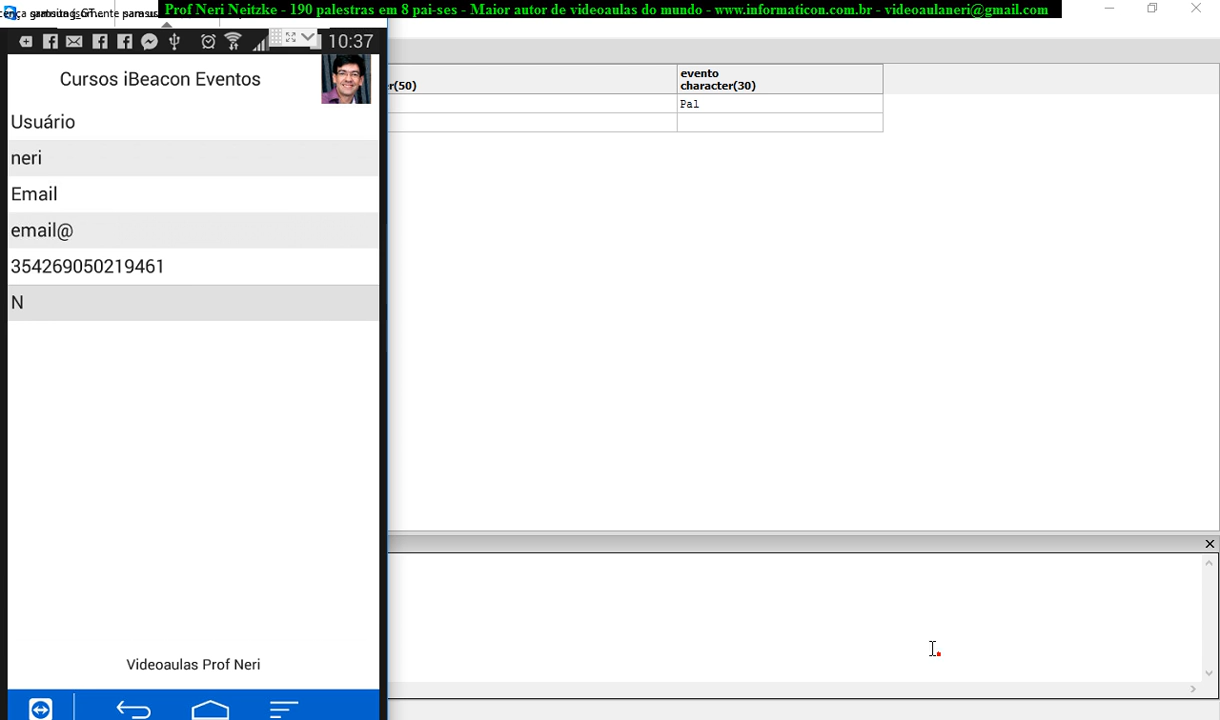 Prof Neri Neitzke - 190 palestras em 8 pai-ses - Maior autor de videoaulas do mundo - www.informaticon.com.br - videoaulaneri@gmail.com
10:37
Cursos iBeacon Eventos
Usuário
neri
Email
email@
354269050219461
N
Videoaulas Prof Neri
r(50)
evento
character(30)
Pal